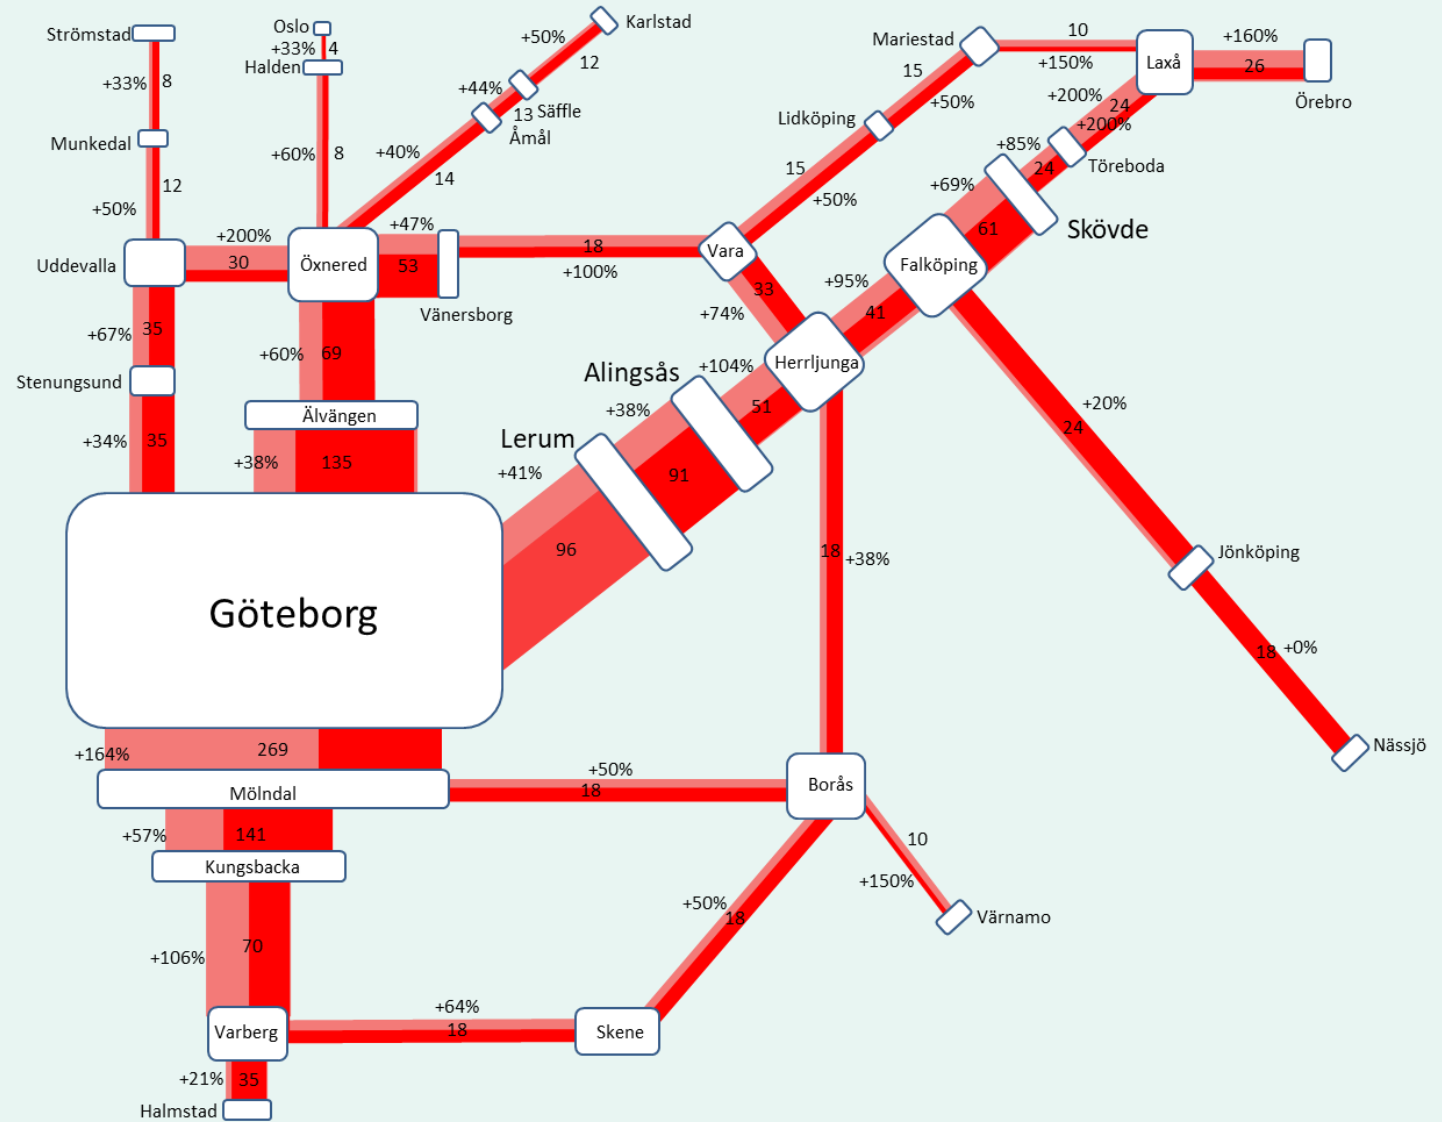 Strömstad
+33%
8
Munkedal
12
+50%
Uddevalla
+200%
30
Oslo
+33%
4
Halden
+60%
8
Öxnered
Karlstad
+50%
12
+44%
13
Säffle
Åmål
+40%
14
+47%
53
Vänersborg
18
+100%
Vara
15
+50%
Lidköping
15
+50%
Mariestad
10
+150%
Laxå
+160%
26
Örebro
+200%
24
+200%
Töreboda
+85%
24
+69%
61
Skövde
Falköping
+95%
41
33
+74%
Herrljunga
+104%
51
Alingsås
+38%
91
Lerum
+41%
96
+67%
35
Stenungsund
+34%
35
+60%
69
Älvängen
+38%
135
Göteborg
18
+38%
+20%
24
Jönköping
18
+0%
Nässjö
+164%
269
Mölndal
+50%
18
Borås
10
+150%
Värnamo
+57%
141
Kungsbacka
+106%
70
+50%
18
Varberg
+64%
18
Skene
+21%
35
Halmstad